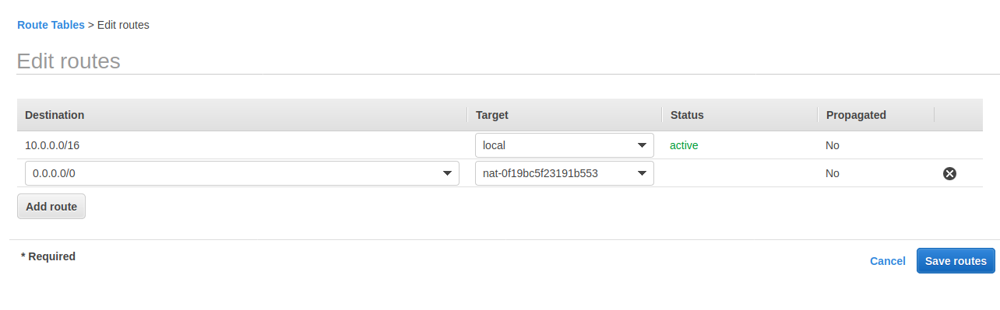 Route Tables > Edit routes
Edit routes
Destination Target Status Propagated
10.0.0.0/16 local active No
0.0.0.0/0 nat-0f19bc5f23191b553 No
Add route
* Required
Cancel Save routes